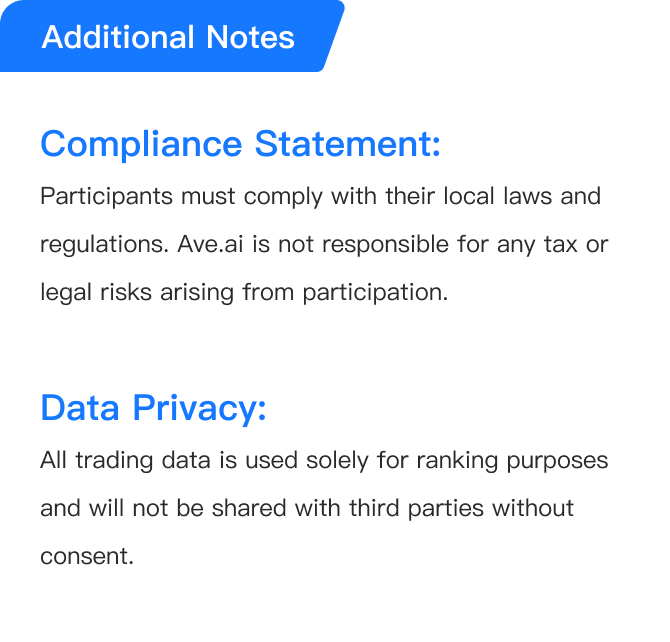 Additional Notes
Compliance Statement:
Participants must comply with their local laws and
regulations. Ave.ai is not responsible for any tax or
legal risks arising from participation.
Data Privacy:
All trading data is used solely for ranking purposes
and will not be shared with third parties without
consent.